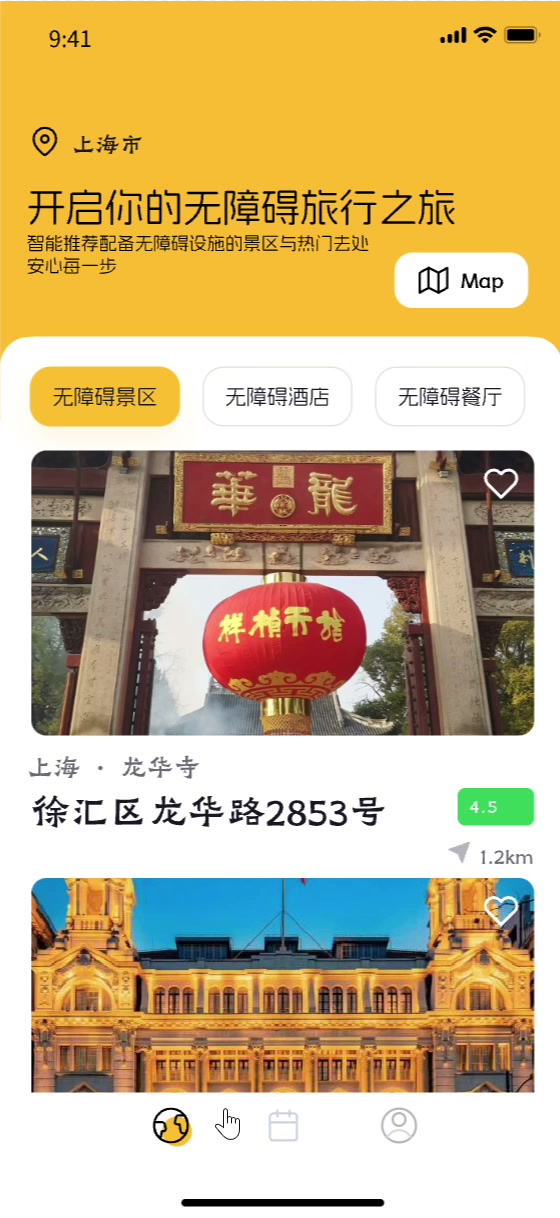 9:41
上海市
开启你的无障碍旅行之旅
智能推荐配备无障碍设施的景区与热门去处
安心每一步
Map
无障碍景区
无障碍酒店
无障碍餐厅
華 龍
人
祥禎
上海 · 龙华寺
徐汇区龙华路2853号
4.5
1.2km